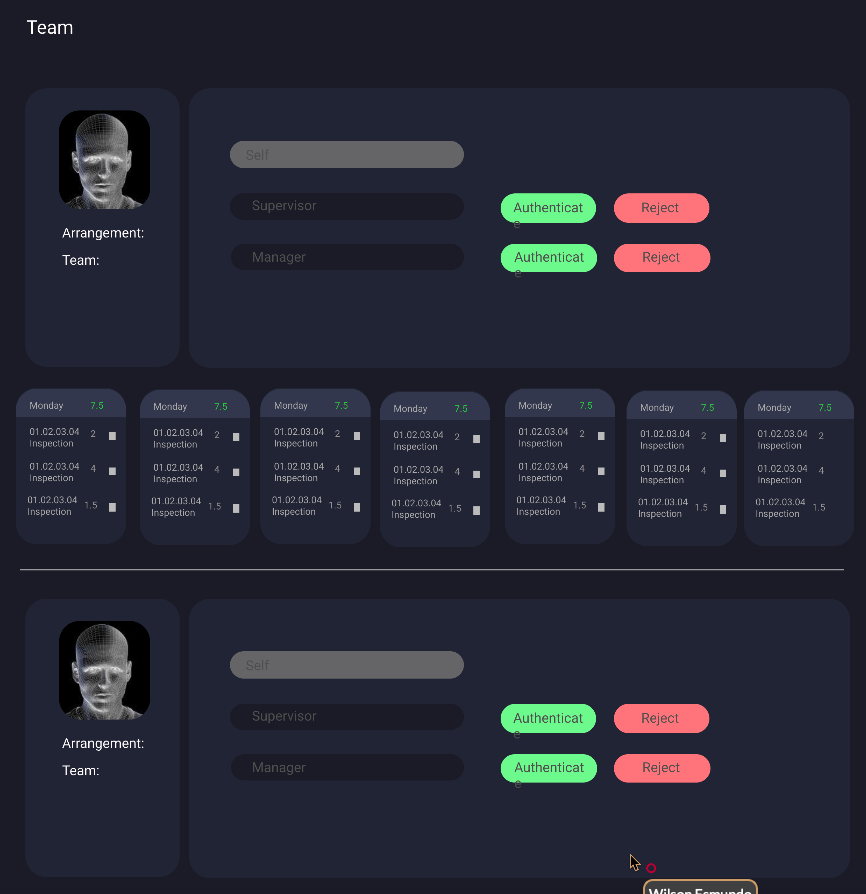 Team
Self
Supervisor
Authenticat
e
Reject
Arrangement:
Manager
Authenticat
e
Reject
Team:
Monday 7.5
01.02.03.04 2
Inspection
01.02.03.04 4
Inspection
01.02.03.04 1.5
Inspection
Monday 7.5
01.02.03.04 2
Inspection
01.02.03.04 4
Inspection
01.02.03.04 1.5
Inspection
Monday 7.5
01.02.03.04 2
Inspection
01.02.03.04 4
Inspection
01.02.03.04 1.5
Inspection
Monday 7.5
01.02.03.04 2
Inspection
01.02.03.04 4
Inspection
01.02.03.04 1.5
Inspection
Monday 7.5
01.02.03.04 2
Inspection
01.02.03.04 4
Inspection
01.02.03.04 1.5
Inspection
Monday 7.5
01.02.03.04 2
Inspection
01.02.03.04 4
Inspection
01.02.03.04 1.5
Inspection
Monday 7.5
01.02.03.04 2
Inspection
01.02.03.04 4
Inspection
01.02.03.04 1.5
Inspection
Self
Supervisor
Authenticat
e
Reject
Arrangement:
Manager
Authenticat
e
Reject
Team:
Wilson Esmundo